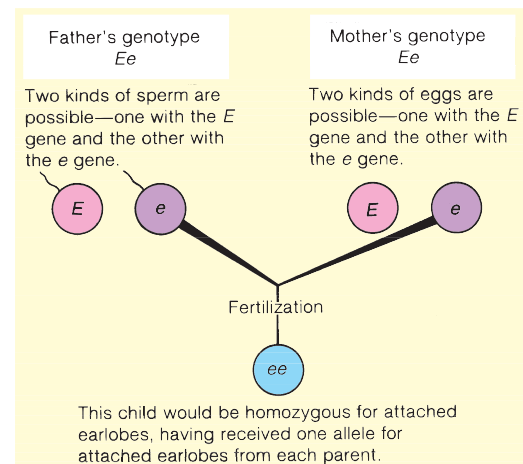 Father's genotype
Ee
Mother's genotype
Ee
Two kinds of sperm are
possible—one with the E
gene and the other with
the e gene.
Two kinds of eggs are
possible—one with the E
gene and the other with
the e gene.
E
e
E
e
Fertilization
ee
This child would be homozygous for attached
earlobes, having received one allele for
attached earlobes from each parent.